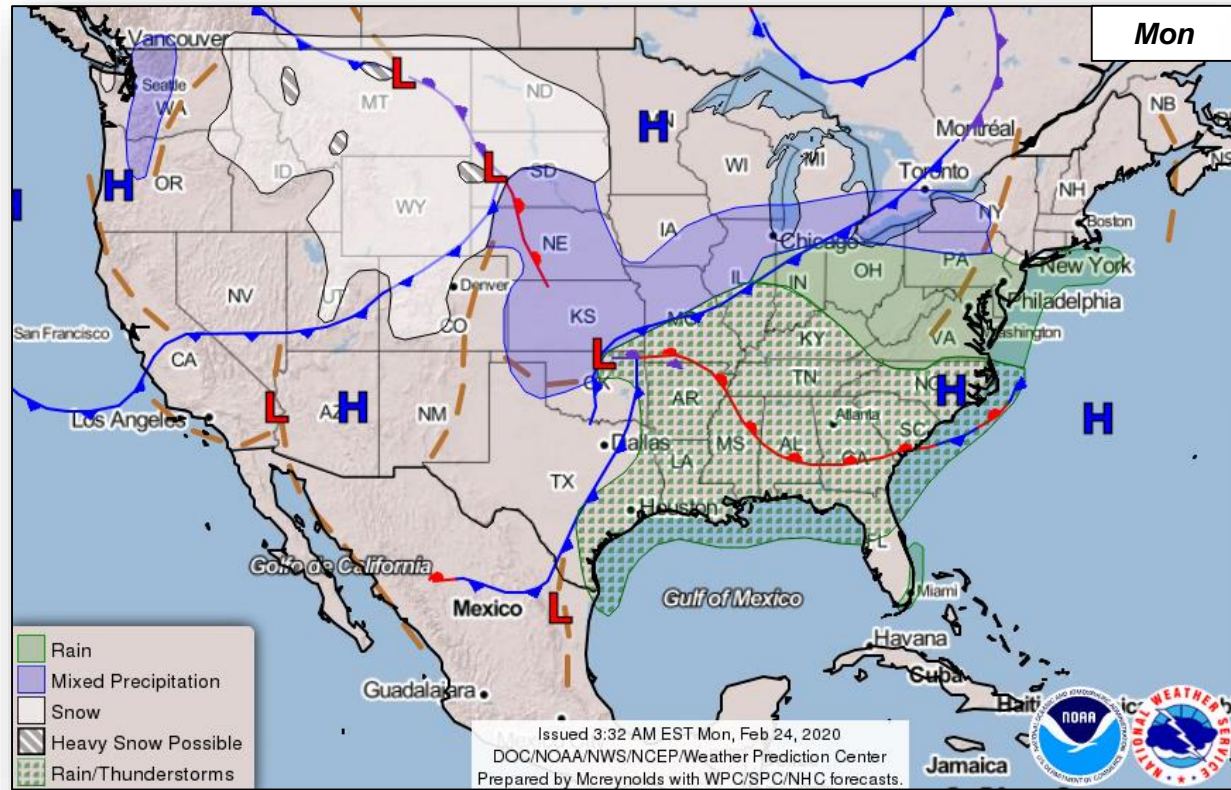 Mon
Vancouver
Seattle
WA
MT
ND
MN
Montréal
NB
NS
OR
ID
SD
WI
MI
Toronto
NH
WY
NY
Boston
NE
IA
Chicago
PA
New York
NV
UT
Denver
IL
IN
OH
Philadelphia
San Francisco
CO
KS
MO
KY
VA
Washington
CA
OK
TN
NC
Los Angeles
AZ
NM
AR
Atlanta
SC
Dallas
MS
AL
GA
TX
LA
Houston
FL
Golfo de California
Mexico
Gulf of Mexico
Miami
Havana
Guadalajara
Cuba
Jamaica
H
H
H
H
H
L
L
L
L
L
Rain
Mixed Precipitation
Snow
Heavy Snow Possible
Rain/Thunderstorms
Issued 3:32 AM EST Mon, Feb 24, 2020
DOC/NOAA/NWS/NCEP/Weather Prediction Center
Prepared by Mcreynolds with WPC/SPC/NHC forecasts.
NOAA
NATIONAL WEATHER SERVICE